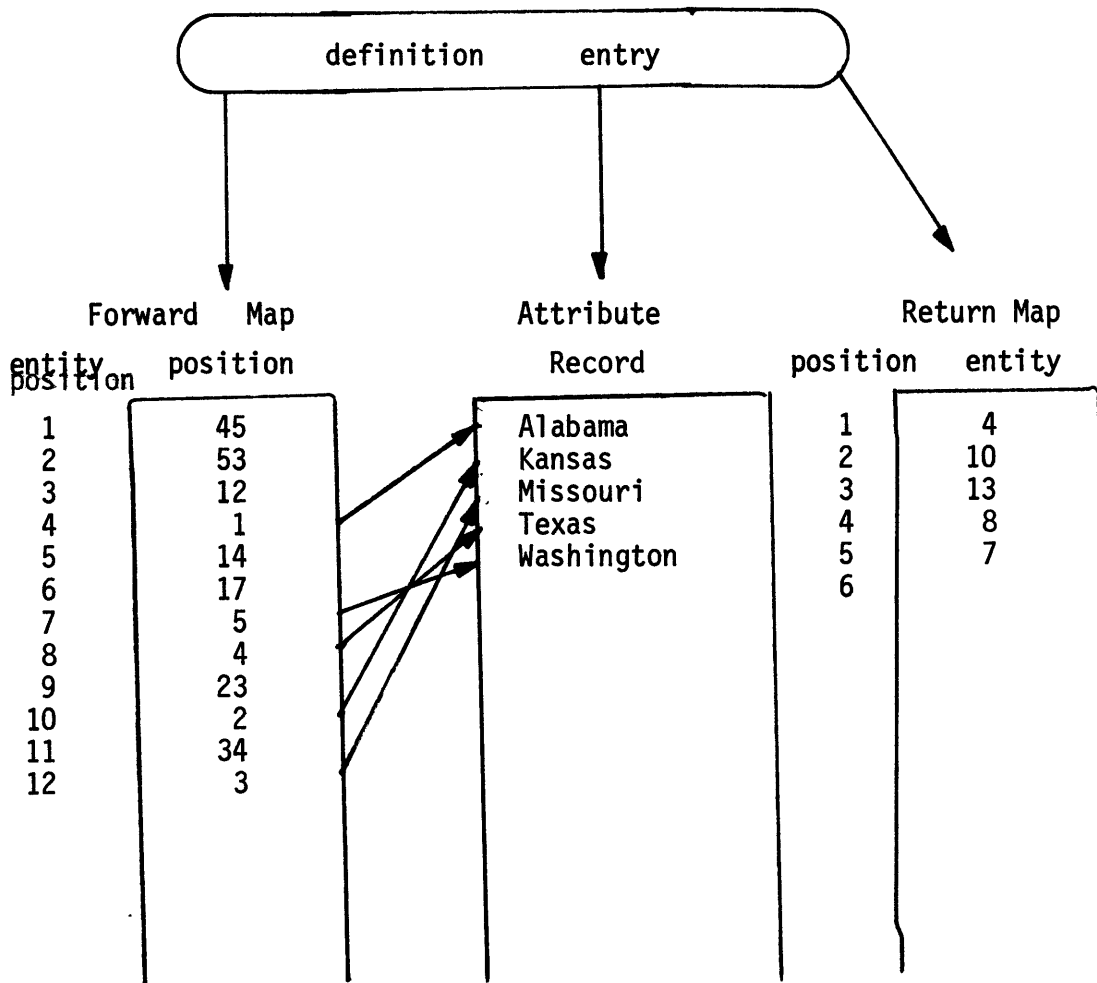 definition entry
Forward Map Attribute Return Map
entity position Record position entity
position
1 45 Alabama 1 4
2 53 Kansas 2 10
3 12 Missouri 3 13
4 1 Texas 4 8
5 14 Washington 5 7
6 17 6
7 5
8 4
9 23
10 2
11 34
12 3